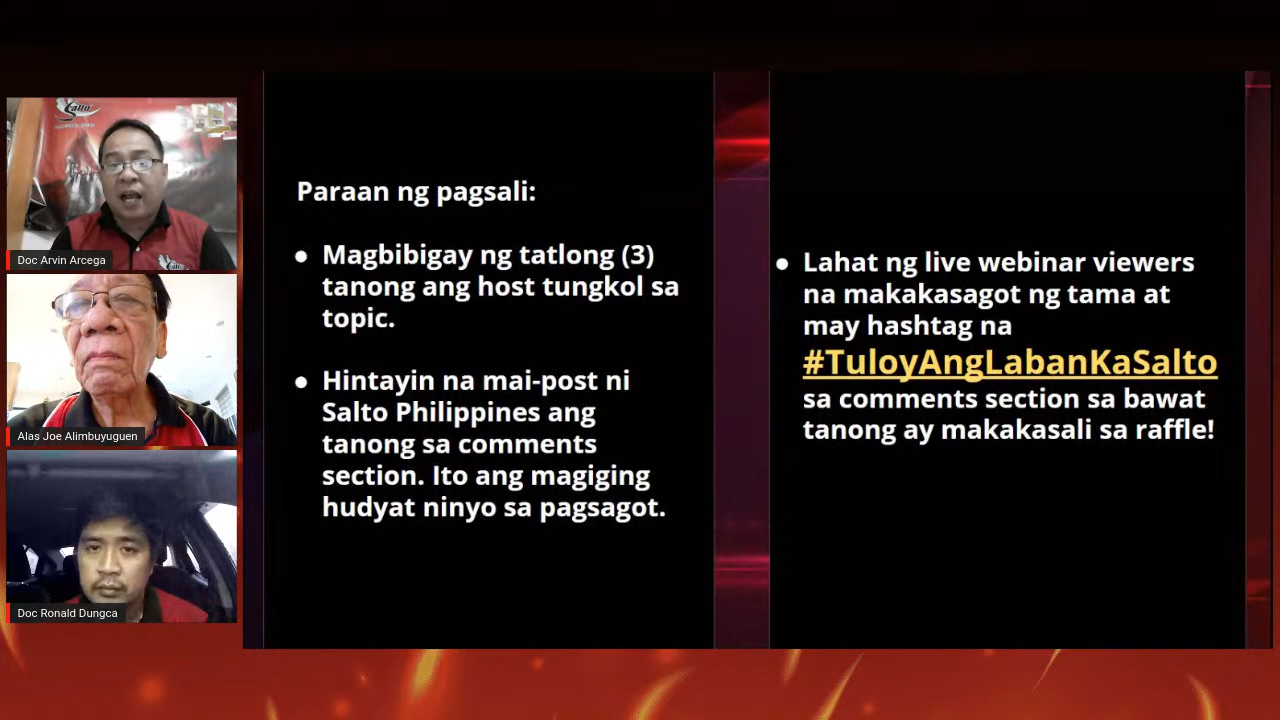 Salto
Doc Arvin Arcega
Alas Joe Alimbuyuguen
Doc Ronald Dungca
Paraan ng pagsali:
● Magbibigay ng tatlong (3)
tanong ang host tungkol sa
topic.
● Hintayin na mai-post ni
Salto Philippines ang
tanong sa comments
section. Ito ang magiging
hudyat ninyo sa pagsagot.
● Lahat ng live webinar viewers
na makakasagot ng tama at
may hashtag na
#TuloyAngLabanKaSalto
sa comments section sa bawat
tanong ay makakasali sa raffle!